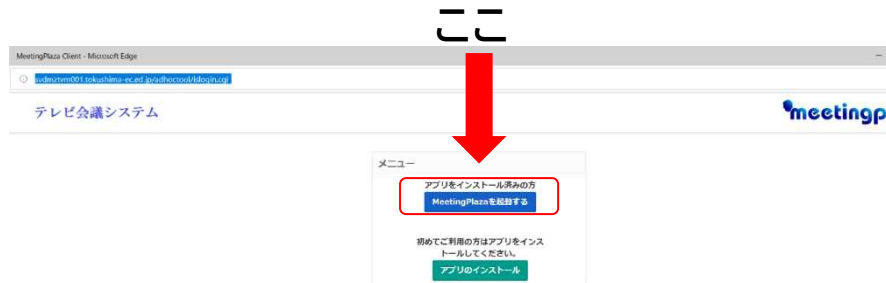 ここ
MeetingPlaza Client - Microsoft Edge
svdmztvm001.tokushima-ec.ed.jp/adhoctool/islogin.cgi
テレビ会議システム
meetingp
メニュー
アプリをインストール済みの方
MeetingPlazaを起動する
初めてご利用の方はアプリをインス
トールしてください。
アプリのインストール